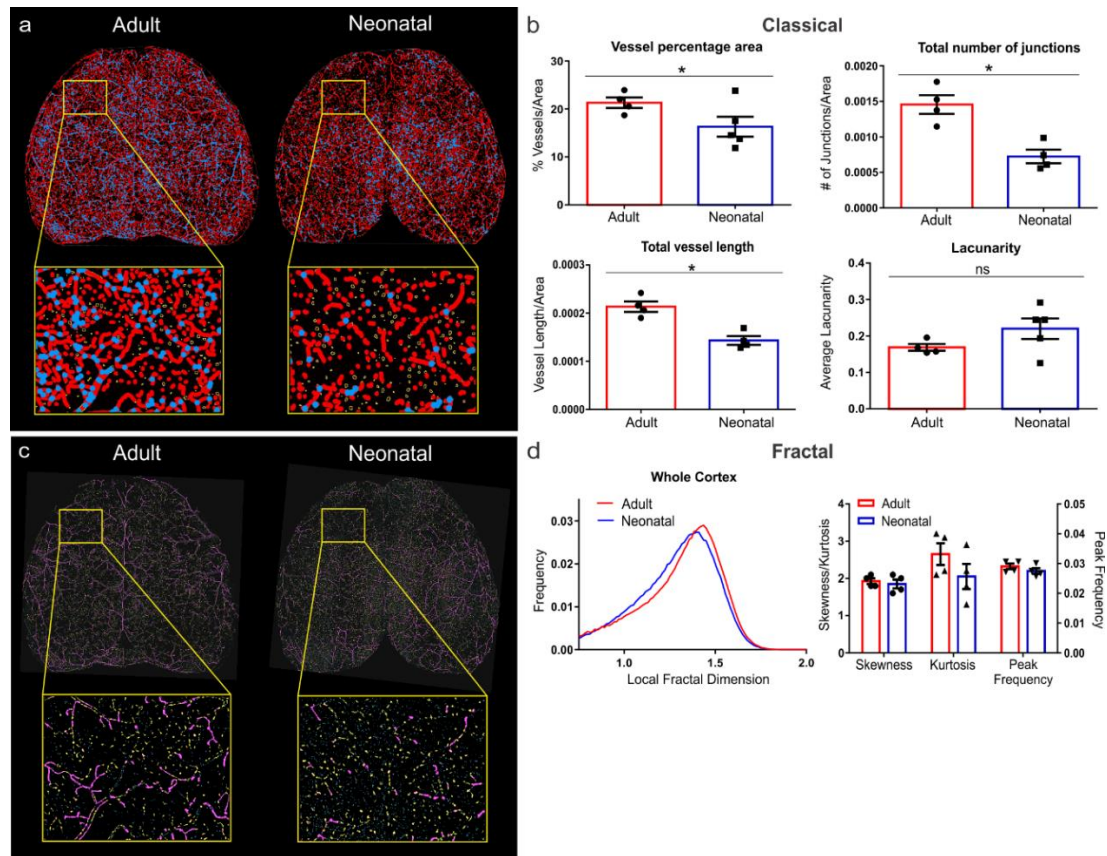 a
Adult
Neonatal
b
Classical
Vessel percentage area
*
% Vessels/Area
30
20
10
0
Adult
Neonatal
Total number of junctions
*
# of Junctions/Area
0.0020
0.0015
0.0010
0.0005
0.0000
Adult
Neonatal
Total vessel length
*
Vessel Length/Area
0.0003
0.0002
0.0001
0.0000
Adult
Neonatal
Lacunarity
ns
Average Lacunarity
0.4
0.3
0.2
0.1
0.0
Adult
Neonatal
c
Adult
Neonatal
d
Fractal
Whole Cortex
Adult
Neonatal
Frequency
0.03
0.02
0.01
0.00
1.0
1.5
2.0
Local Fractal Dimension
Adult
Neonatal
Skewness/Kurtosis
4
3
2
1
0
Peak Frequency
0.05
0.04
0.03
0.02
0.01
0.00
Skewness
Kurtosis
Peak
Frequency